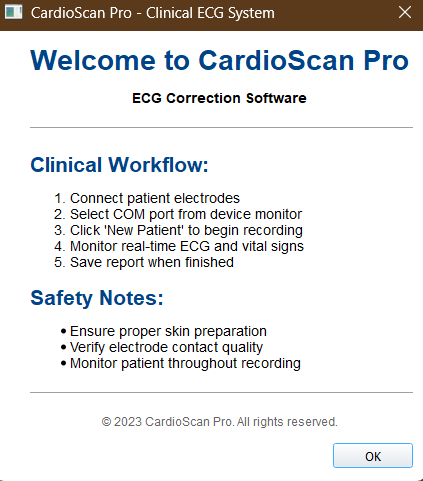 CardioScan Pro - Clinical ECG System
Welcome to CardioScan Pro
ECG Correction Software
Clinical Workflow:
1. Connect patient electrodes
2. Select COM port from device monitor
3. Click 'New Patient' to begin recording
4. Monitor real-time ECG and vital signs
5. Save report when finished
Safety Notes:
• Ensure proper skin preparation
• Verify electrode contact quality
• Monitor patient throughout recording
© 2023 CardioScan Pro. All rights reserved.
OK